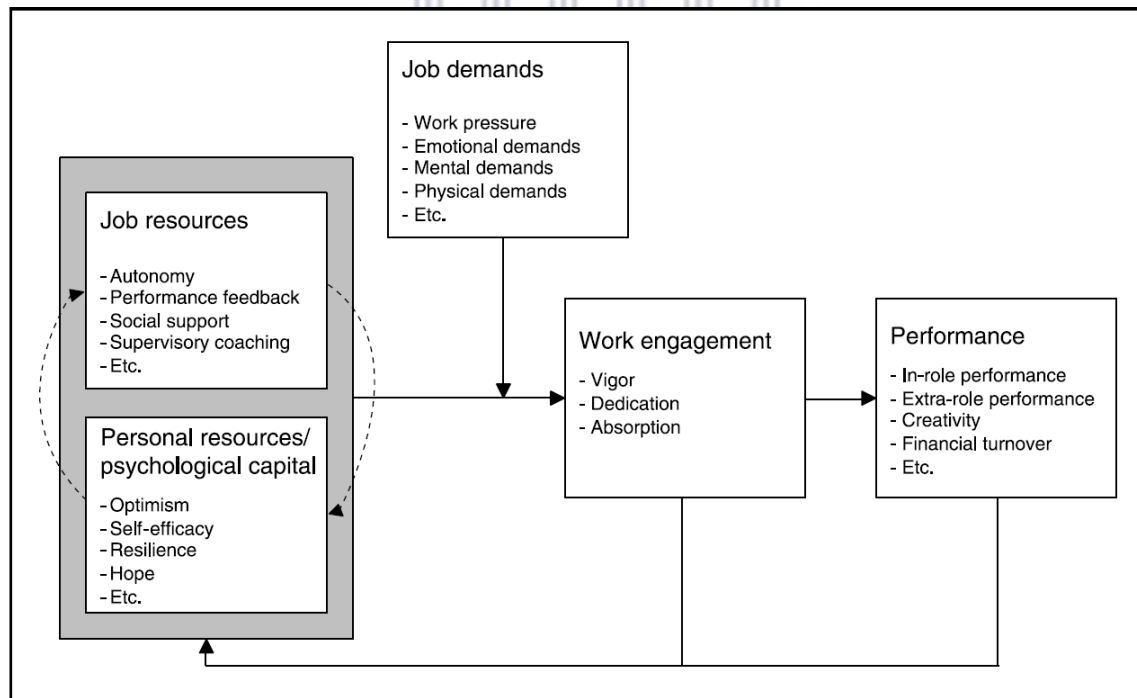 Job demands
- Work pressure
- Emotional demands
- Mental demands
- Physical demands
- Etc.
Job resources
- Autonomy
- Performance feedback
- Social support
- Supervisory coaching
- Etc.
Personal resources/
psychological capital
- Optimism
- Self-efficacy
- Resilience
- Hope
- Etc.
Work engagement
- Vigor
- Dedication
- Absorption
Performance
- In-role performance
- Extra-role performance
- Creativity
- Financial turnover
- Etc.